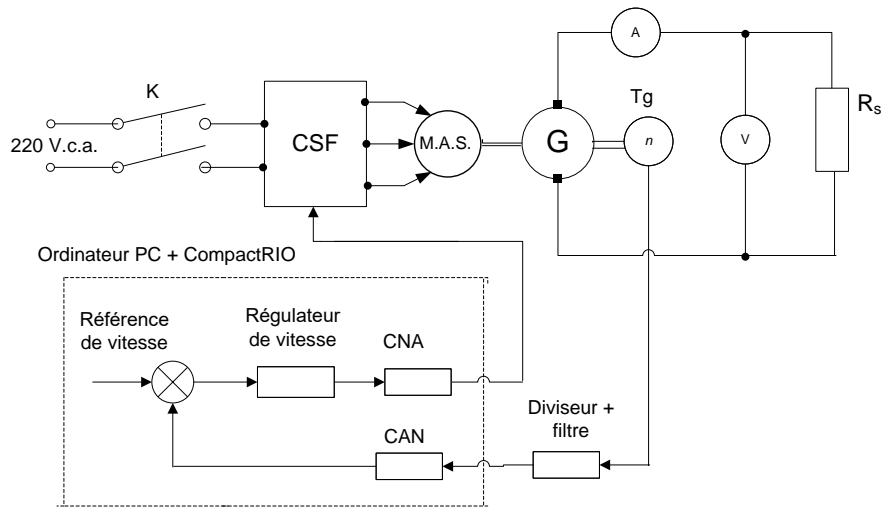 K
220 V.c.a.
CSF
M.A.S.
G
Tg
n
A
V
Rs
Ordinateur PC + CompactRIO
Référence
de vitesse
Régulateur
de vitesse
CNA
CAN
Diviseur +
filtre